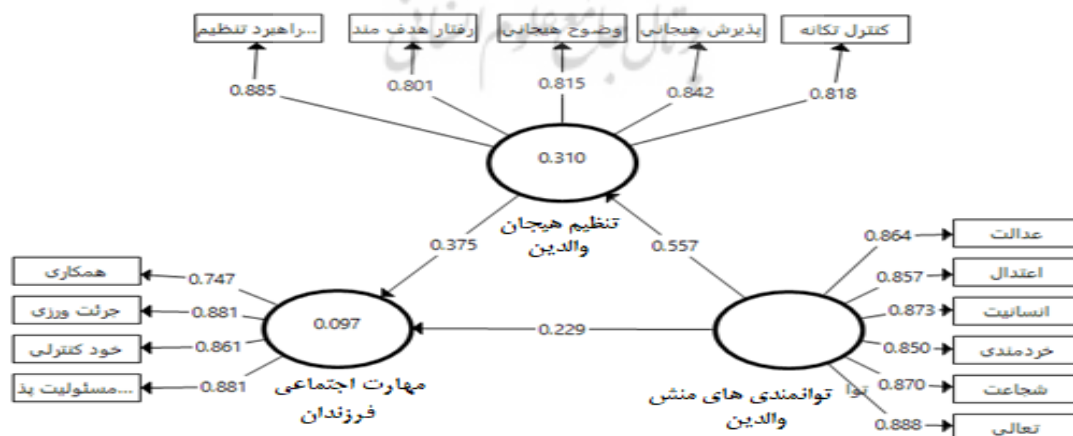 راهبرد تنظیم...
رفتار هدف مند
وضوح هیجانی
پذیرش هیجانی
کنترل تکانه
0.885
0.801
0.815
0.842
0.818
0.310
تنظیم هیجان
والدین
0.375
0.557
همکاری
جرئت ورزی
خود کنترلی
مسئولیت پذ...
0.747
0.881
0.861
0.881
0.097
0.229
مهارت اجتماعی
فرزندان
توانمندی های منش
والدین
توا
0.864
0.857
0.873
0.850
0.870
0.888
عدالت
اعتدال
انسانیت
خردمندی
شجاعت
تعالی